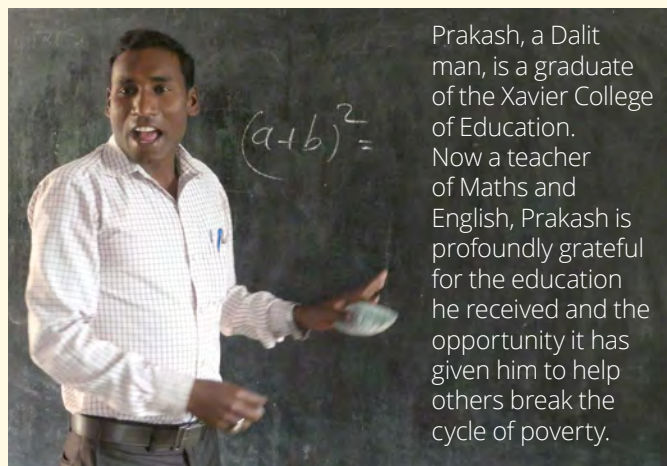 Prakash, a Dalit
man, is a graduate
of the Xavier College
of Education.
Now a teacher
of Maths and
English, Prakash is
profoundly grateful
for the education
he received and the
opportunity it has
given him to help
others break the
cycle of poverty.
(a+b)² =